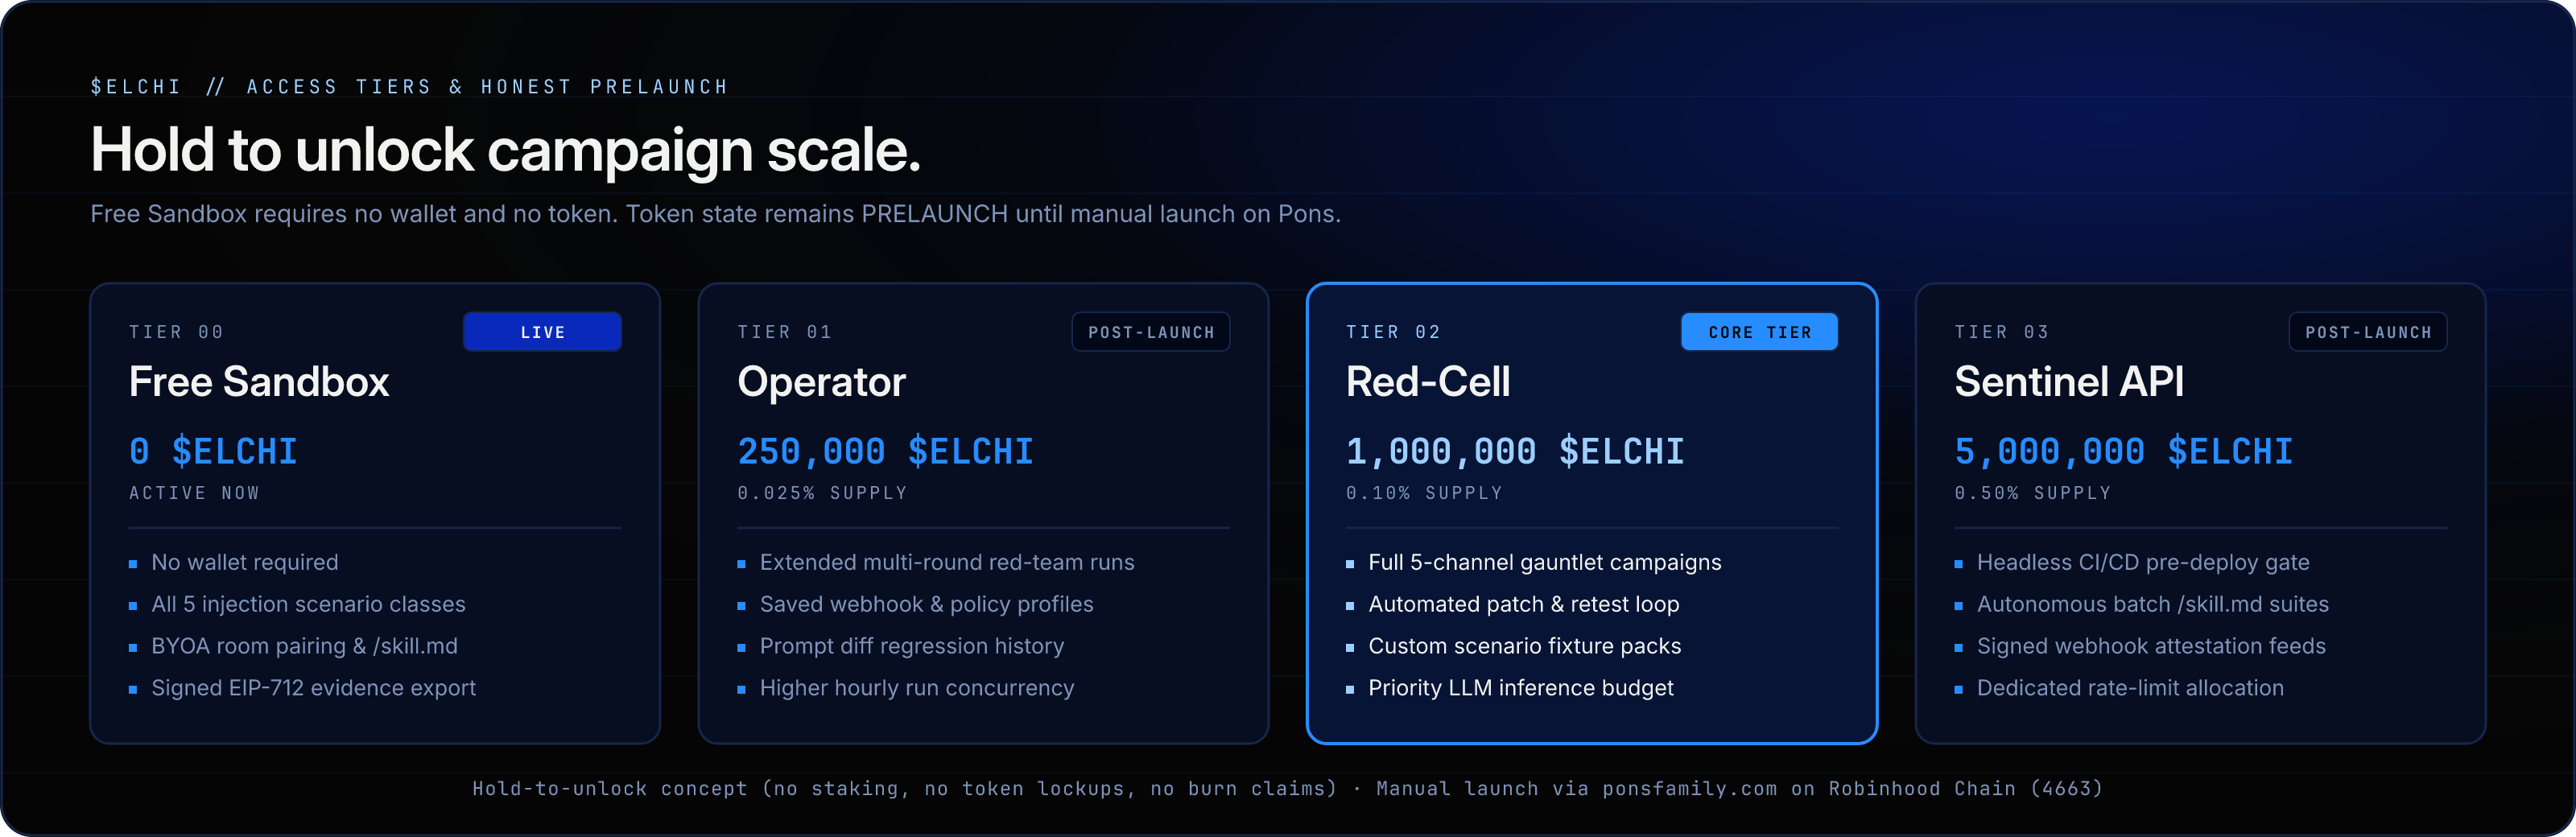 $ELCHI // ACCESS TIERS & HONEST PRELAUNCH
Hold to unlock campaign scale.
Free Sandbox requires no wallet and no token. Token state remains PRELAUNCH until manual launch on Pons.
TIER 00
LIVE
Free Sandbox
0 $ELCHI
ACTIVE NOW
No wallet required
All 5 injection scenario classes
BYOA room pairing & /skill.md
Signed EIP-712 evidence export
TIER 01
POST-LAUNCH
Operator
250,000 $ELCHI
0.025% SUPPLY
Extended multi-round red-team runs
Saved webhook & policy profiles
Prompt diff regression history
Higher hourly run concurrency
TIER 02
CORE TIER
Red-Cell
1,000,000 $ELCHI
0.10% SUPPLY
Full 5-channel gauntlet campaigns
Automated patch & retest loop
Custom scenario fixture packs
Priority LLM inference budget
TIER 03
POST-LAUNCH
Sentinel API
5,000,000 $ELCHI
0.50% SUPPLY
Headless CI/CD pre-deploy gate
Autonomous batch /skill.md suites
Signed webhook attestation feeds
Dedicated rate-limit allocation
Hold-to-unlock concept (no staking, no token lockups, no burn claims) · Manual launch via ponsfamily.com on Robinhood Chain (4663)